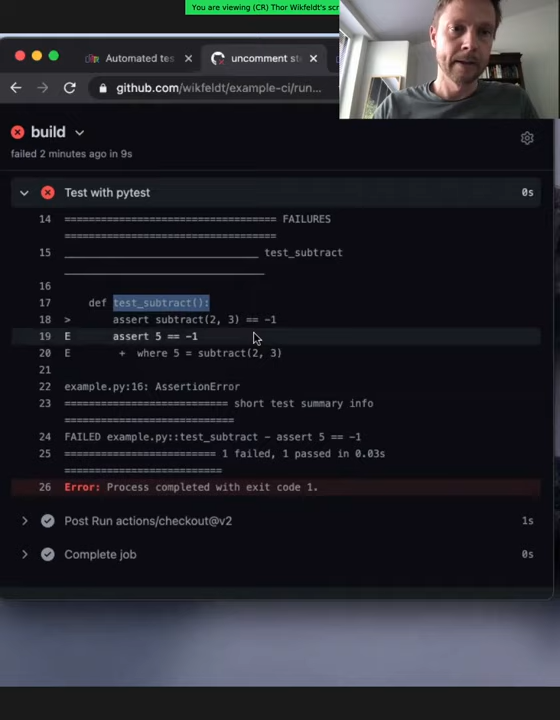 You are viewing (CR) Thor Wikfeldt's scr
Automated tes
uncomment st
github.com/wikfeldt/example-ci/run...
build
failed 2 minutes ago in 9s
Test with pytest 0s
14 =================================== FAILURES
===================================
15 ________________________________ test_subtract
_________________________________
16
17 def test_subtract():
18 > assert subtract(2, 3) == -1
19 E assert 5 == -1
20 E + where 5 = subtract(2, 3)
21
22 example.py:16: AssertionError
23 =========================== short test summary info
============================
24 FAILED example.py::test_subtract - assert 5 == -1
25 ========================= 1 failed, 1 passed in 0.03s
==========================
26 Error: Process completed with exit code 1.
Post Run actions/checkout@v2 1s
Complete job 0s